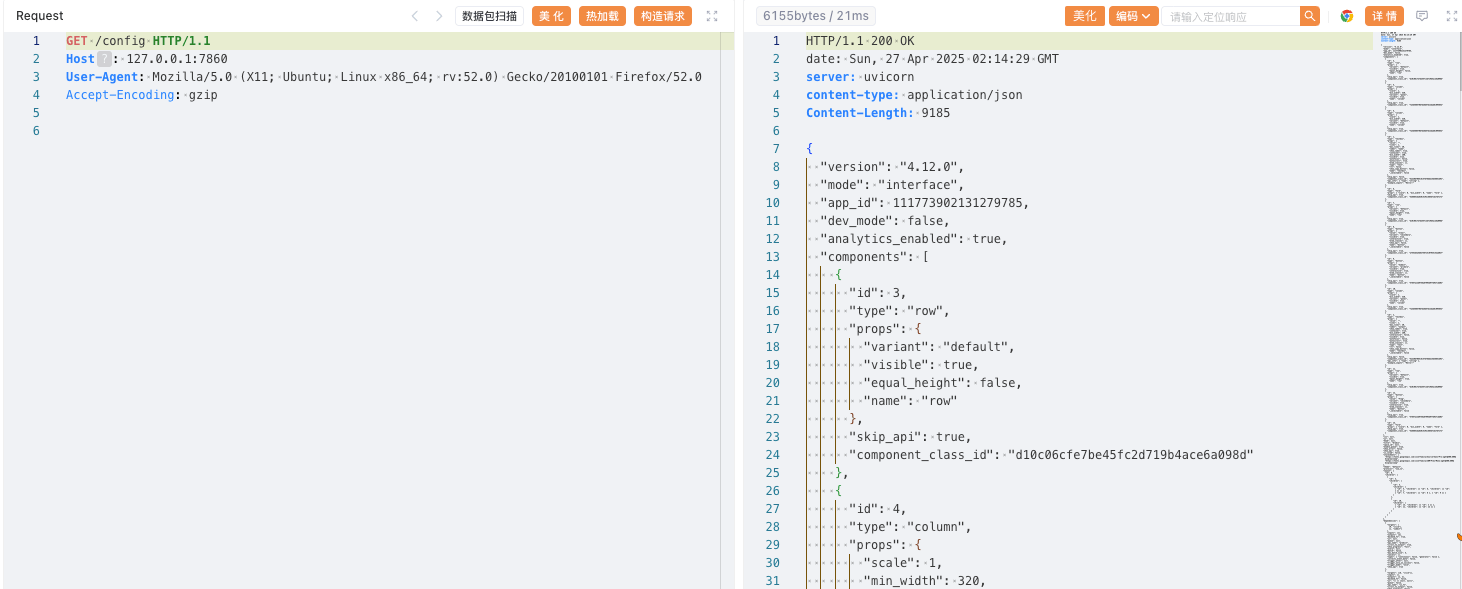 Request
数据包扫描
美 化
热加载
构造请求
1 GET /config HTTP/1.1
2 Host ? : 127.0.0.1:7860
3 User-Agent: Mozilla/5.0 (X11; Ubuntu; Linux x86_64; rv:52.0) Gecko/20100101 Firefox/52.0
4 Accept-Encoding: gzip
5
6
6155bytes / 21ms
美化
编码
请输入定位响应
详 情
1 HTTP/1.1 200 OK
2 date: Sun, 27 Apr 2025 02:14:29 GMT
3 server: uvicorn
4 content-type: application/json
5 Content-Length: 9185
6
7 {
8 "version": "4.12.0",
9 "mode": "interface",
10 "app_id": 111773902131279785,
11 "dev_mode": false,
12 "analytics_enabled": true,
13 "components": [
14 {
15 "id": 3,
16 "type": "row",
17 "props": {
18 "variant": "default",
19 "visible": true,
20 "equal_height": false,
21 "name": "row"
22 },
23 "skip_api": true,
24 "component_class_id": "d10c06cfe7be45fc2d719b4ace6a098d"
25 },
26 {
27 "id": 4,
28 "type": "column",
29 "props": {
30 "scale": 1,
31 "min_width": 320,